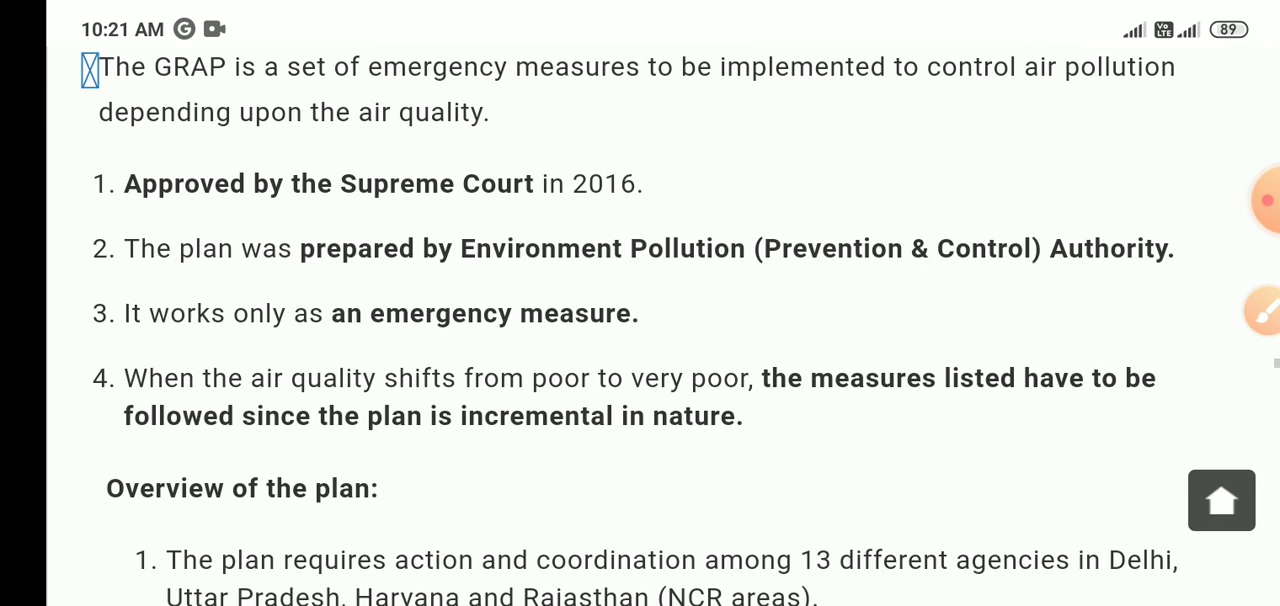 10:21 AM
Vo LTE
89
The GRAP is a set of emergency measures to be implemented to control air pollution
depending upon the air quality.
1. Approved by the Supreme Court in 2016.
2. The plan was prepared by Environment Pollution (Prevention & Control) Authority.
3. It works only as an emergency measure.
4. When the air quality shifts from poor to very poor, the measures listed have to be
followed since the plan is incremental in nature.
Overview of the plan:
1. The plan requires action and coordination among 13 different agencies in Delhi,
Uttar Pradesh, Haryana and Rajasthan (NCR areas).